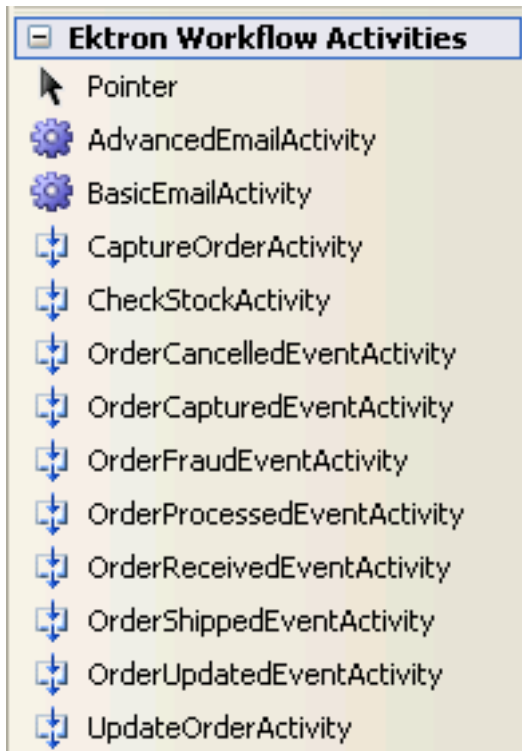 Ektron Workflow Activities
Pointer
AdvancedEmailActivity
BasicEmailActivity
CaptureOrderActivity
CheckStockActivity
OrderCancelledEventActivity
OrderCapturedEventActivity
OrderFraudEventActivity
OrderProcessedEventActivity
OrderReceivedEventActivity
OrderShippedEventActivity
OrderUpdatedEventActivity
UpdateOrderActivity